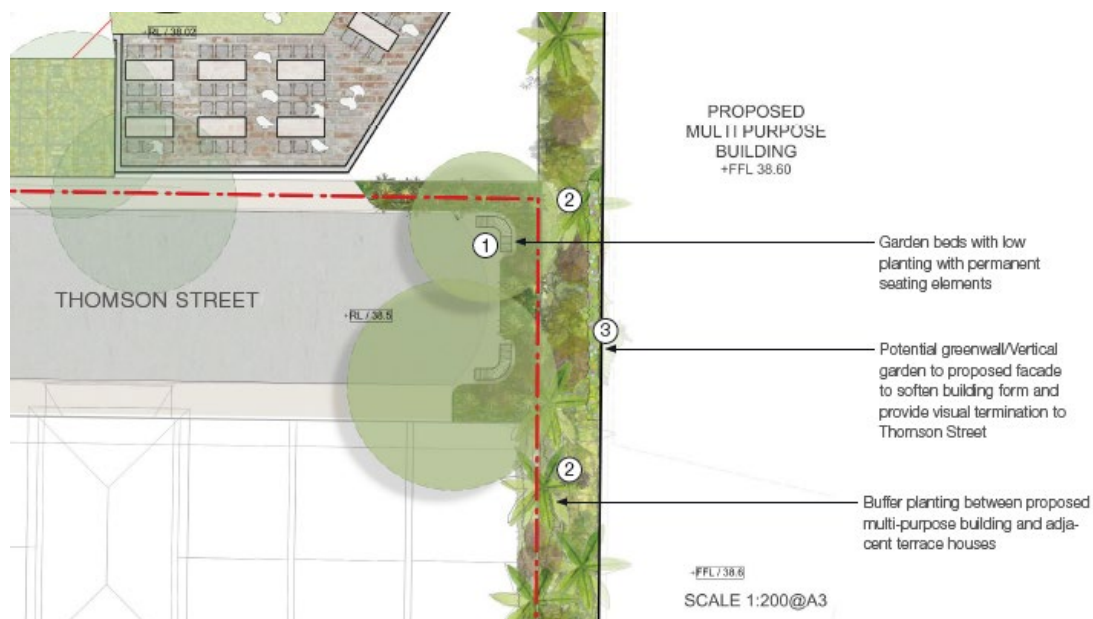 +RL / 38.02
PROPOSED
MULTI PURPOSE
BUILDING
+FFL 38.60
2
1
Garden beds with low
planting with permanent
seating elements
THOMSON STREET
+RL / 38.5
3
Potential greenwall/Vertical
garden to proposed facade
to soften building form and
provide visual termination to
Thomson Street
2
Buffer planting between proposed
multi-purpose building and adja-
cent terrace houses
+FFL / 38.6
SCALE 1:200@A3